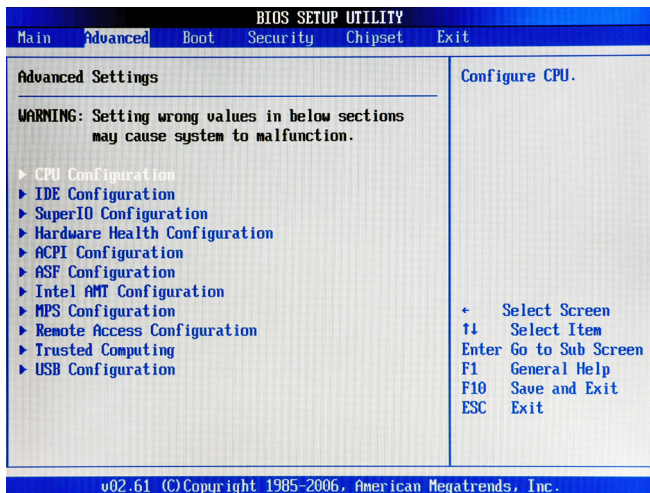 BIOS SETUP UTILITY
Main Advanced Boot Security Chipset Exit
Advanced Settings
WARNING: Setting wrong values in below sections
may cause system to malfunction.
▶ CPU Configuration
▶ IDE Configuration
▶ SuperIO Configuration
▶ Hardware Health Configuration
▶ ACPI Configuration
▶ ASF Configuration
▶ Intel AMT Configuration
▶ MPS Configuration
▶ Remote Access Configuration
▶ Trusted Computing
▶ USB Configuration
Configure CPU.
← Select Screen
↑↓ Select Item
Enter Go to Sub Screen
F1 General Help
F10 Save and Exit
ESC Exit
v02.61 (C)Copyright 1985-2006, American Megatrends, Inc.